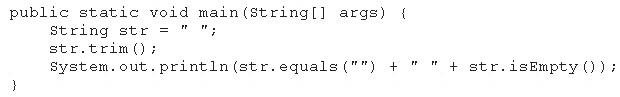 public static void main(String[] args) {
    String str = " ";
    str.trim();
    System.out.println(str.equals("") + " " + str.isEmpty());
}